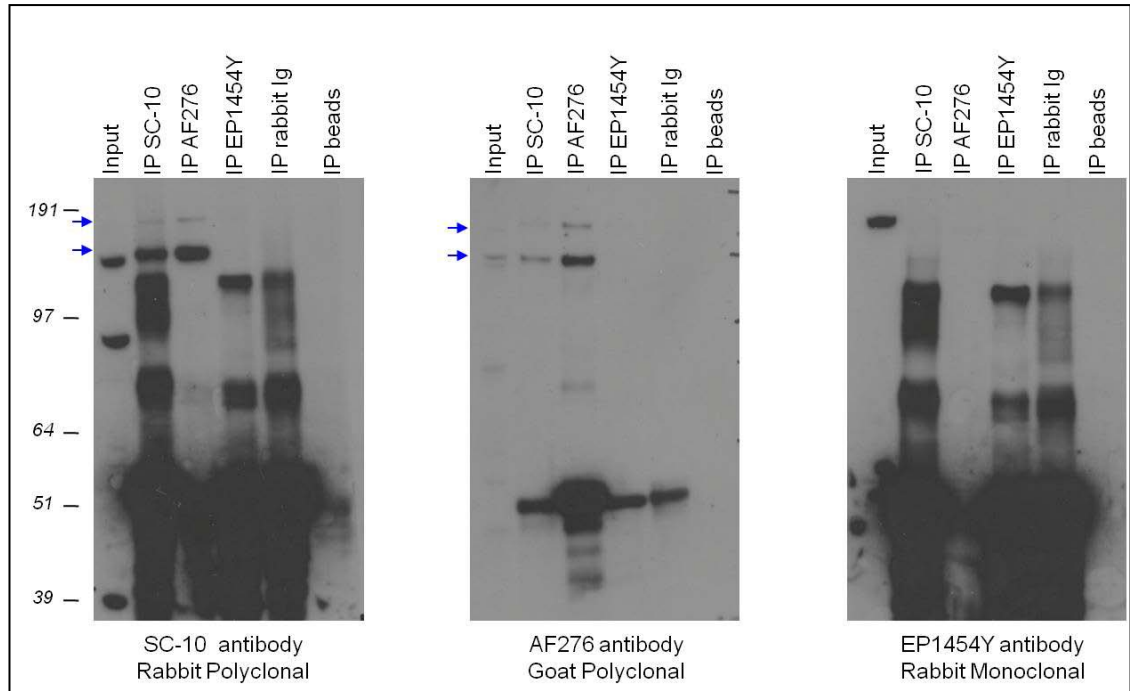 Input
IP SC-10
IP AF276
IP EP1454Y
IP rabbit Ig
IP beads
Input
IP SC-10
IP AF276
IP EP1454Y
IP rabbit Ig
IP beads
Input
IP SC-10
IP AF276
IP EP1454Y
IP rabbit Ig
IP beads
191
97
64
51
39
SC-10 antibody
Rabbit Polyclonal
AF276 antibody
Goat Polyclonal
EP1454Y antibody
Rabbit Monoclonal